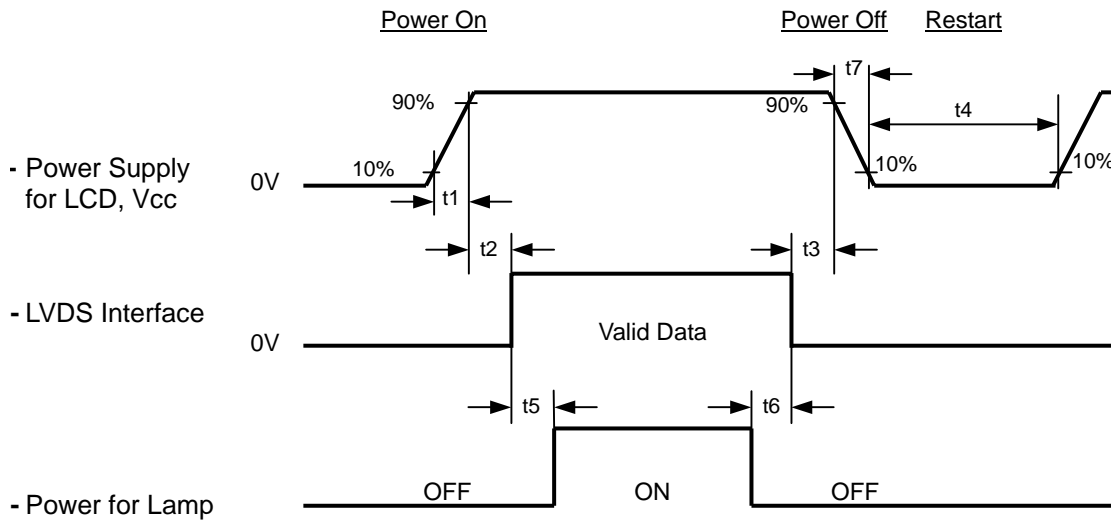 Power On
Power Off
Restart
t7
90%
90%
t4
- Power Supply
for LCD, Vcc
0V
10%
10%
10%
t1
t2
t3
- LVDS Interface
0V
Valid Data
t5
t6
- Power for Lamp
OFF
ON
OFF